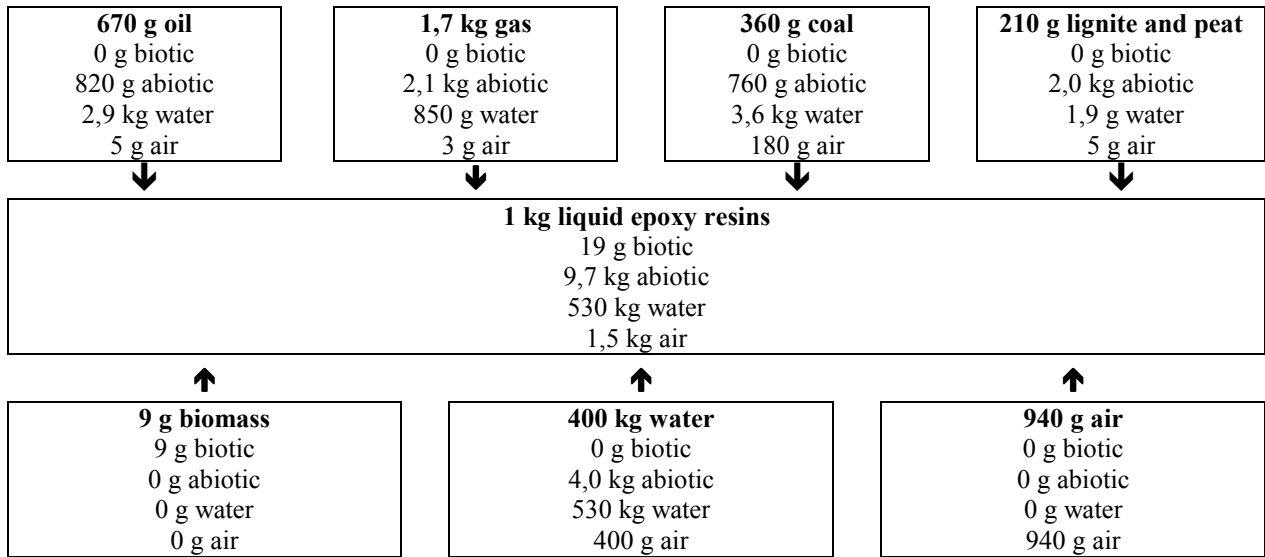 670 g oil
0 g biotic
820 g abiotic
2,9 kg water
5 g air
1,7 kg gas
0 g biotic
2,1 kg abiotic
850 g water
3 g air
360 g coal
0 g biotic
760 g abiotic
3,6 kg water
180 g air
210 g lignite and peat
0 g biotic
2,0 kg abiotic
1,9 g water
5 g air
1 kg liquid epoxy resins
19 g biotic
9,7 kg abiotic
530 kg water
1,5 kg air
9 g biomass
9 g biotic
0 g abiotic
0 g water
0 g air
400 kg water
0 g biotic
4,0 kg abiotic
530 kg water
400 g air
940 g air
0 g biotic
0 g abiotic
0 g water
940 g air